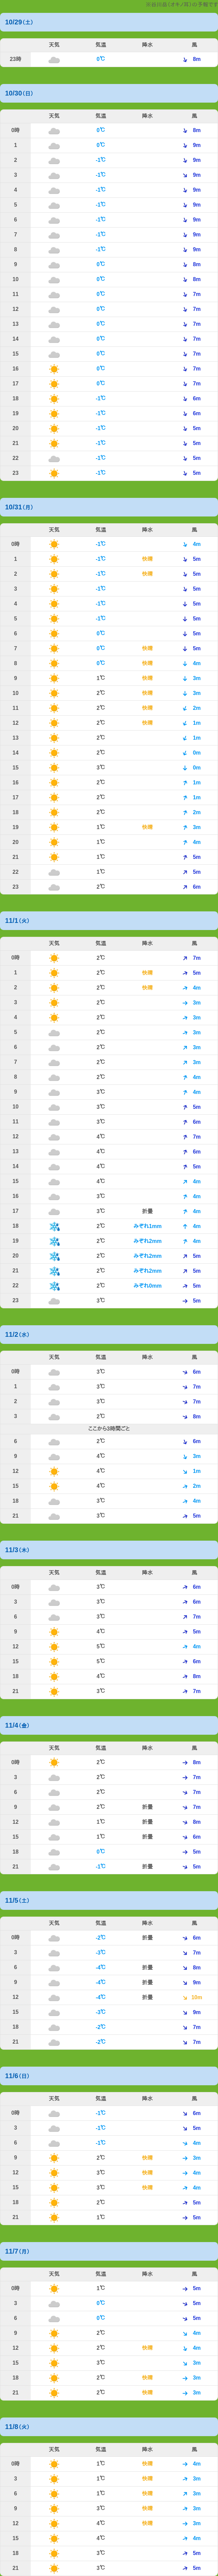 谷川岳（オキノ耳）の予報です
10/29(土)
天気 気温 降水 風
23時 0℃ 8m
10/30(日)
天気 気温 降水 風
0時 0℃ 8m
1 0℃ 9m
2 -1℃ 9m
3 -1℃ 9m
4 -1℃ 9m
5 -1℃ 9m
6 -1℃ 9m
7 -1℃ 9m
8 -1℃ 9m
9 0℃ 8m
10 0℃ 8m
11 0℃ 7m
12 0℃ 7m
13 0℃ 7m
14 0℃ 7m
15 0℃ 7m
16 0℃ 7m
17 0℃ 7m
18 -1℃ 6m
19 -1℃ 6m
20 -1℃ 5m
21 -1℃ 5m
22 -1℃ 5m
23 -1℃ 5m
10/31(月)
天気 気温 降水 風
0時 -1℃ 4m
1 -1℃ 快晴 5m
2 -1℃ 快晴 5m
3 -1℃ 5m
4 -1℃ 5m
5 -1℃ 5m
6 0℃ 5m
7 0℃ 快晴 5m
8 0℃ 快晴 4m
9 1℃ 快晴 3m
10 2℃ 快晴 3m
11 2℃ 快晴 2m
12 2℃ 快晴 1m
13 2℃ 1m
14 2℃ 0m
15 3℃ 0m
16 2℃ 1m
17 2℃ 1m
18 2℃ 2m
19 1℃ 快晴 3m
20 1℃ 4m
21 1℃ 5m
22 1℃ 5m
23 2℃ 6m
11/1(火)
天気 気温 降水 風
0時 2℃ 7m
1 2℃ 快晴 5m
2 2℃ 快晴 4m
3 2℃ 3m
4 2℃ 3m
5 2℃ 3m
6 2℃ 3m
7 2℃ 3m
8 2℃ 4m
9 3℃ 4m
10 3℃ 5m
11 3℃ 6m
12 4℃ 7m
13 4℃ 6m
14 4℃ 5m
15 4℃ 4m
16 3℃ 4m
17 3℃ 折曇 4m
18 2℃ みぞれ1mm 4m
19 2℃ みぞれ2mm 4m
20 2℃ みぞれ2mm 5m
21 2℃ みぞれ2mm 5m
22 2℃ みぞれ0mm 5m
23 3℃ 5m
11/2(水)
天気 気温 降水 風
0時 3℃ 6m
1 3℃ 7m
2 3℃ 7m
3 2℃ 8m
ここから3時間ごと
6 2℃ 6m
9 4℃ 3m
12 4℃ 1m
15 4℃ 2m
18 3℃ 4m
21 3℃ 5m
11/3(木)
天気 気温 降水 風
0時 3℃ 6m
3 3℃ 6m
6 3℃ 7m
9 4℃ 5m
12 5℃ 4m
15 5℃ 6m
18 4℃ 8m
21 3℃ 7m
11/4(金)
天気 気温 降水 風
0時 2℃ 8m
3 2℃ 7m
6 2℃ 7m
9 2℃ 折曇 7m
12 1℃ 折曇 8m
15 1℃ 折曇 6m
18 0℃ 5m
21 -1℃ 折曇 5m
11/5(土)
天気 気温 降水 風
0時 -2℃ 折曇 6m
3 -3℃ 7m
6 -4℃ 折曇 8m
9 -4℃ 折曇 9m
12 -4℃ 折曇 10m
15 -3℃ 9m
18 -2℃ 7m
21 -2℃ 7m
11/6(日)
天気 気温 降水 風
0時 -1℃ 6m
3 -1℃ 5m
6 -1℃ 4m
9 2℃ 快晴 3m
12 3℃ 快晴 4m
15 3℃ 快晴 4m
18 2℃ 5m
21 1℃ 5m
11/7(月)
天気 気温 降水 風
0時 1℃ 5m
3 0℃ 5m
6 0℃ 5m
9 2℃ 4m
12 2℃ 快晴 4m
15 3℃ 3m
18 2℃ 快晴 3m
21 2℃ 快晴 3m
11/8(火)
天気 気温 降水 風
0時 1℃ 快晴 4m
3 1℃ 快晴 3m
6 1℃ 快晴 3m
9 3℃ 快晴 3m
12 4℃ 快晴 3m
15 4℃ 4m
18 3℃ 5m
21 3℃ 5m